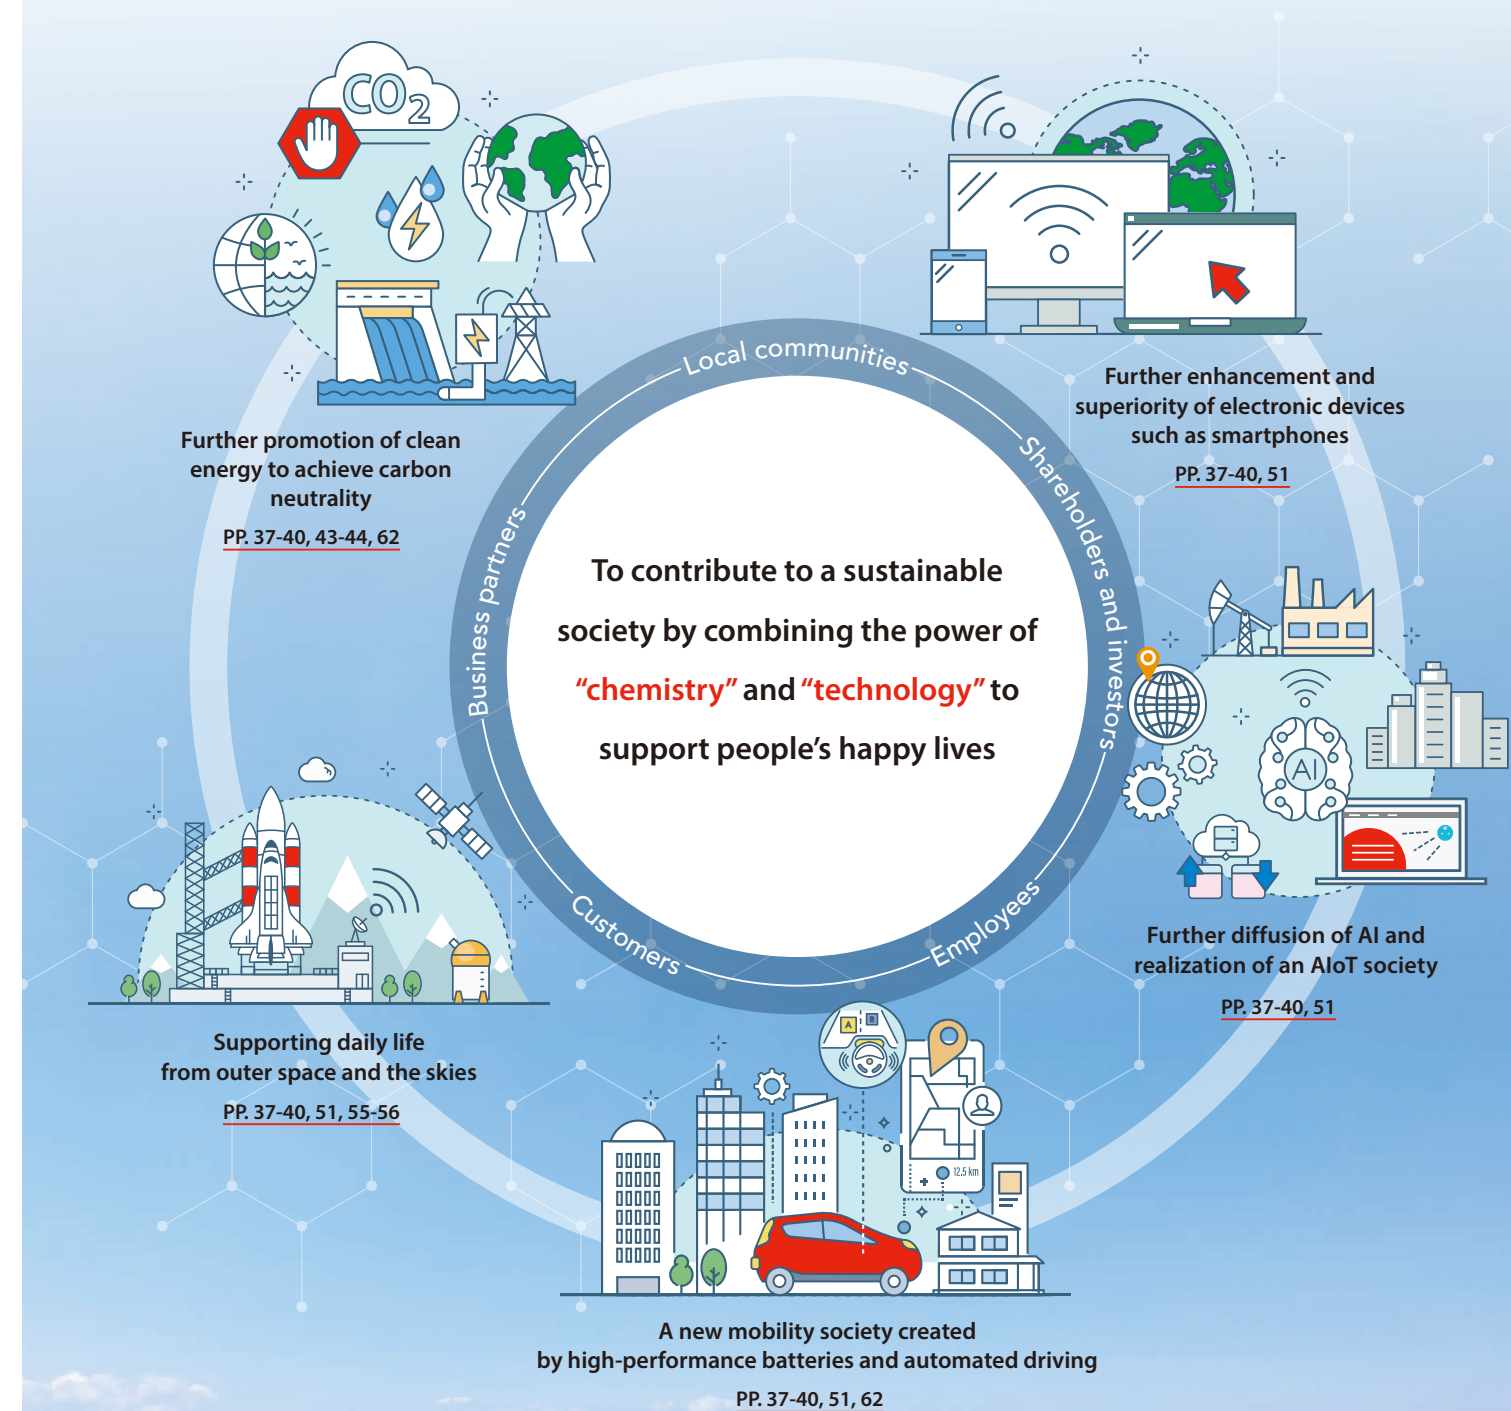 CO2
Further promotion of clean
energy to achieve carbon
neutrality
PP. 37-40, 43-44, 62
Further enhancement and
superiority of electronic devices
such as smartphones
PP. 37-40, 51
Local communities
Shareholders and investors
Employees
Customers
Business partners
To contribute to a sustainable
society by combining the power of
“chemistry” and “technology” to
support people’s happy lives
AI
Further diffusion of AI and
realization of an AIoT society
PP. 37-40, 51
Supporting daily life
from outer space and the skies
PP. 37-40, 51, 55-56
A
B
12.5 km
A new mobility society created
by high-performance batteries and automated driving
PP. 37-40, 51, 62